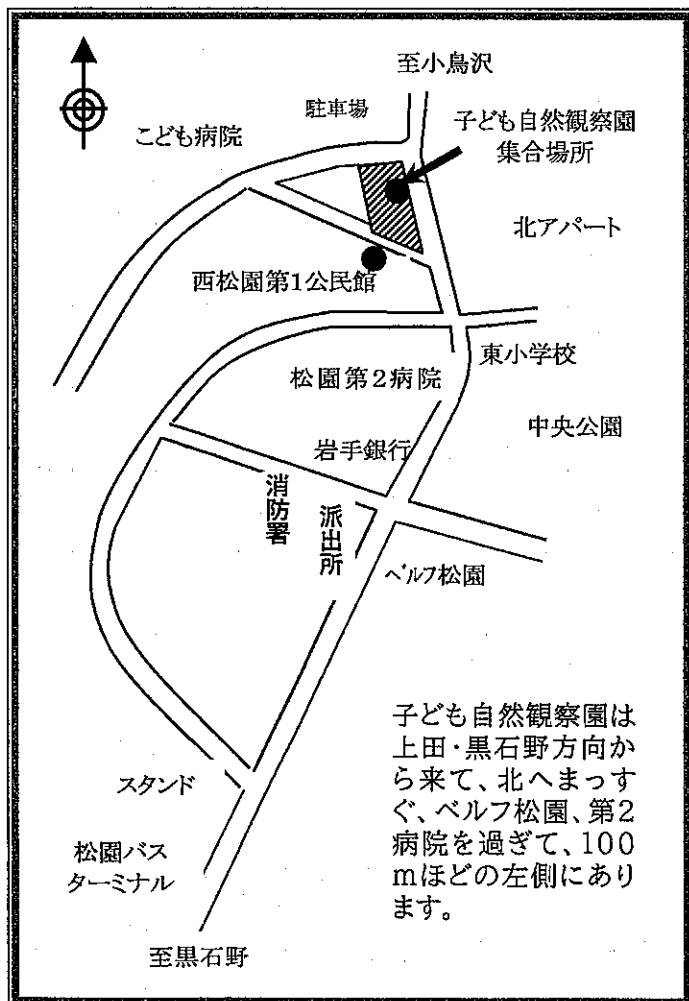 至小鳥沢
駐車場
子ども自然観察園
集合場所
こども病院
北アパート
西松園第1公民館
東小学校
松園第2病院
中央公園
岩手銀行
消防署
派出所
ベルフ松園
子ども自然観察園は
上田・黒石野方向か
ら来て、北へまっす
ぐ、ベルフ松園、第2
病院を過ぎて、100
mほどの左側にあり
ます。
スタンド
松園バス
ターミナル
至黒石野